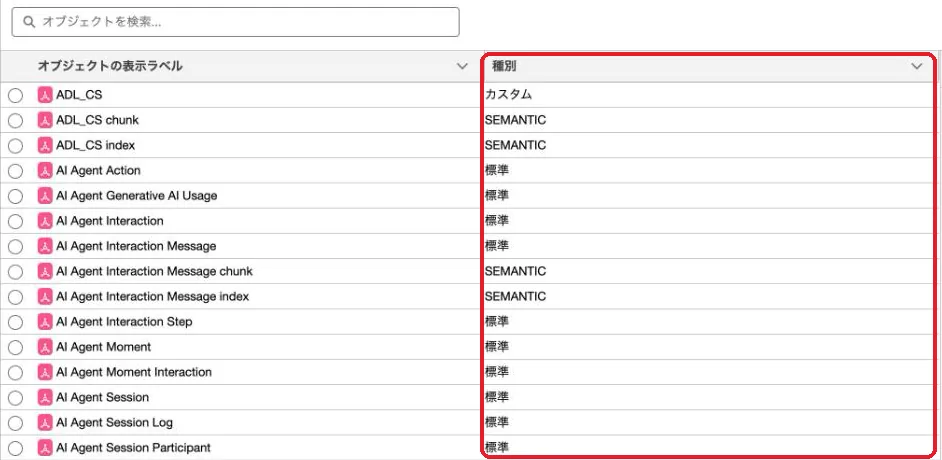 オブジェクトを検索...
オブジェクトの表示ラベル 種別
ADL_CS カスタム
ADL_CS chunk SEMANTIC
ADL_CS index SEMANTIC
AI Agent Action 標準
AI Agent Generative AI Usage 標準
AI Agent Interaction 標準
AI Agent Interaction Message 標準
AI Agent Interaction Message chunk SEMANTIC
AI Agent Interaction Message index SEMANTIC
AI Agent Interaction Step 標準
AI Agent Moment 標準
AI Agent Moment Interaction 標準
AI Agent Session 標準
AI Agent Session Log 標準
AI Agent Session Participant 標準